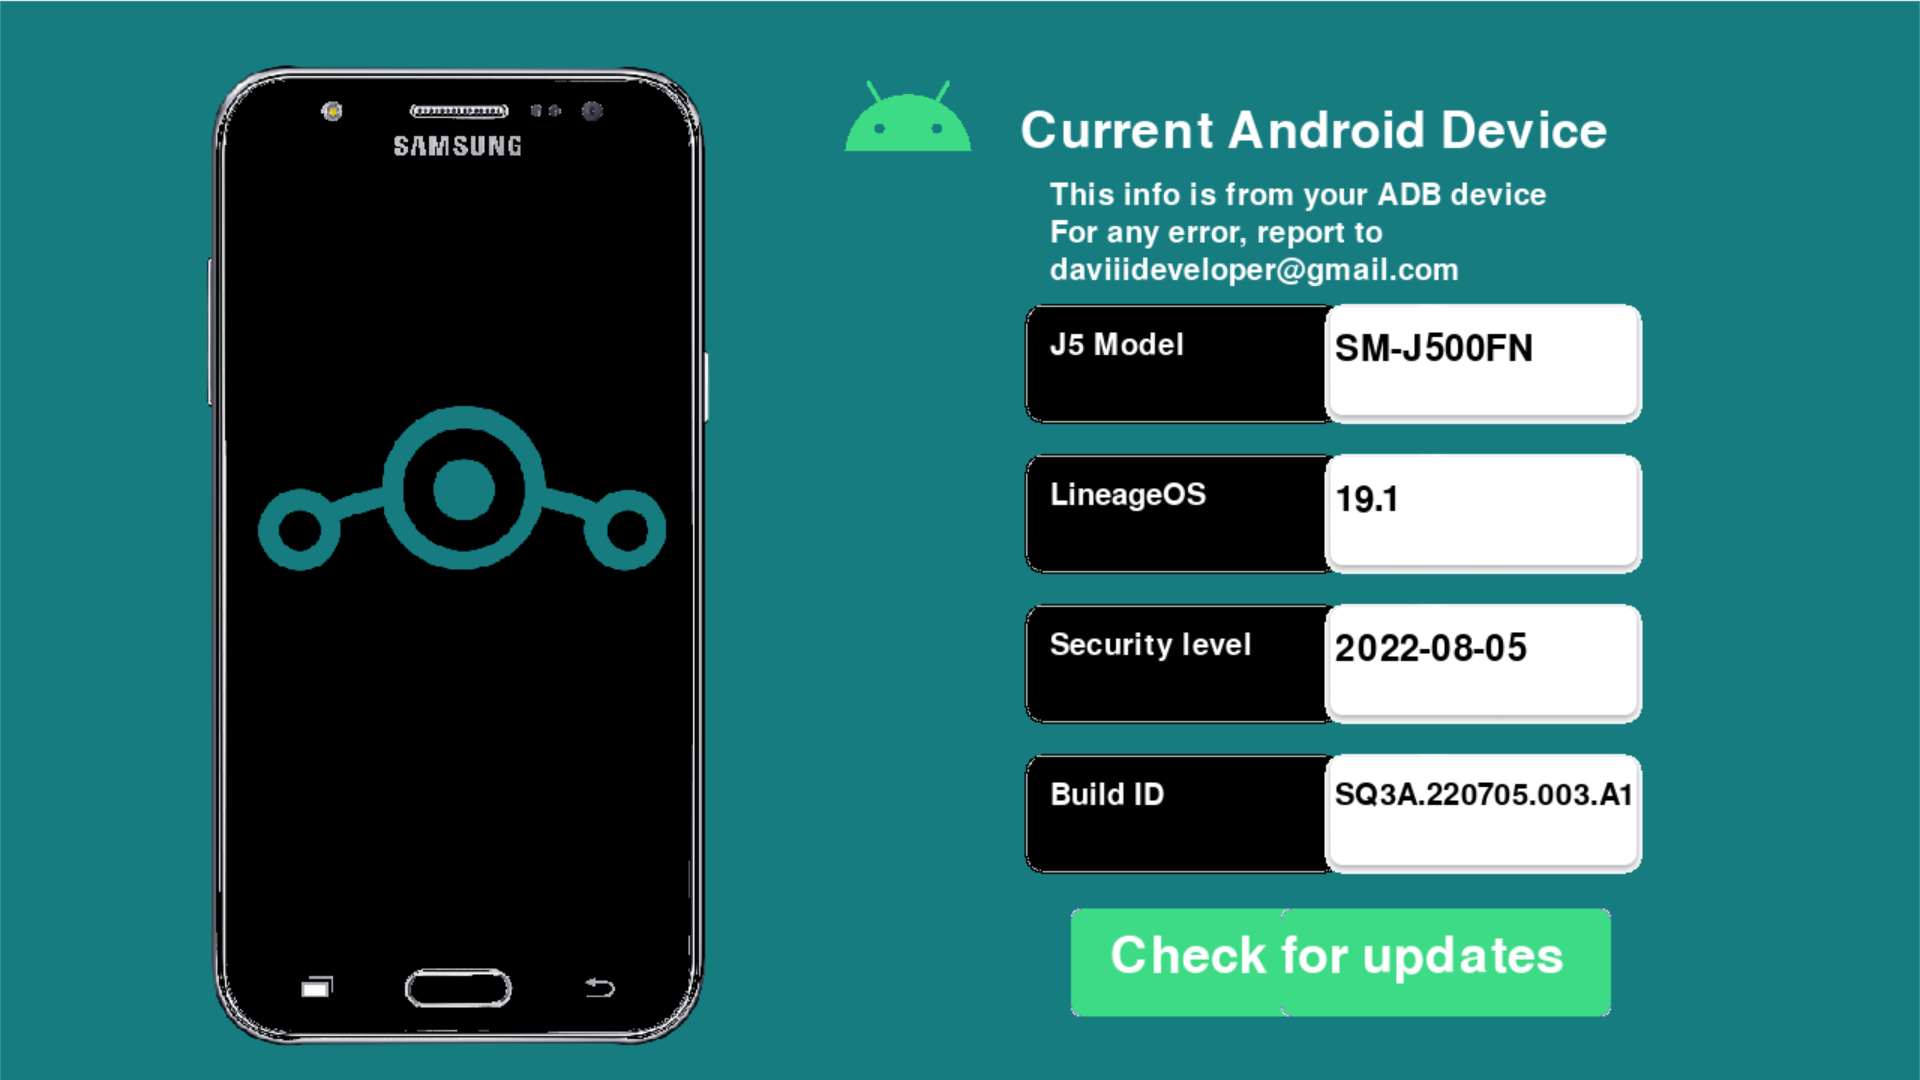 SAMSUNG
Current Android Device
This info is from your ADB device
For any error, report to
daviiideveloper@gmail.com
J5 Model
SM-J500FN
LineageOS
19.1
Security level
2022-08-05
Build ID
SQ3A.220705.003.A1
Check for updates